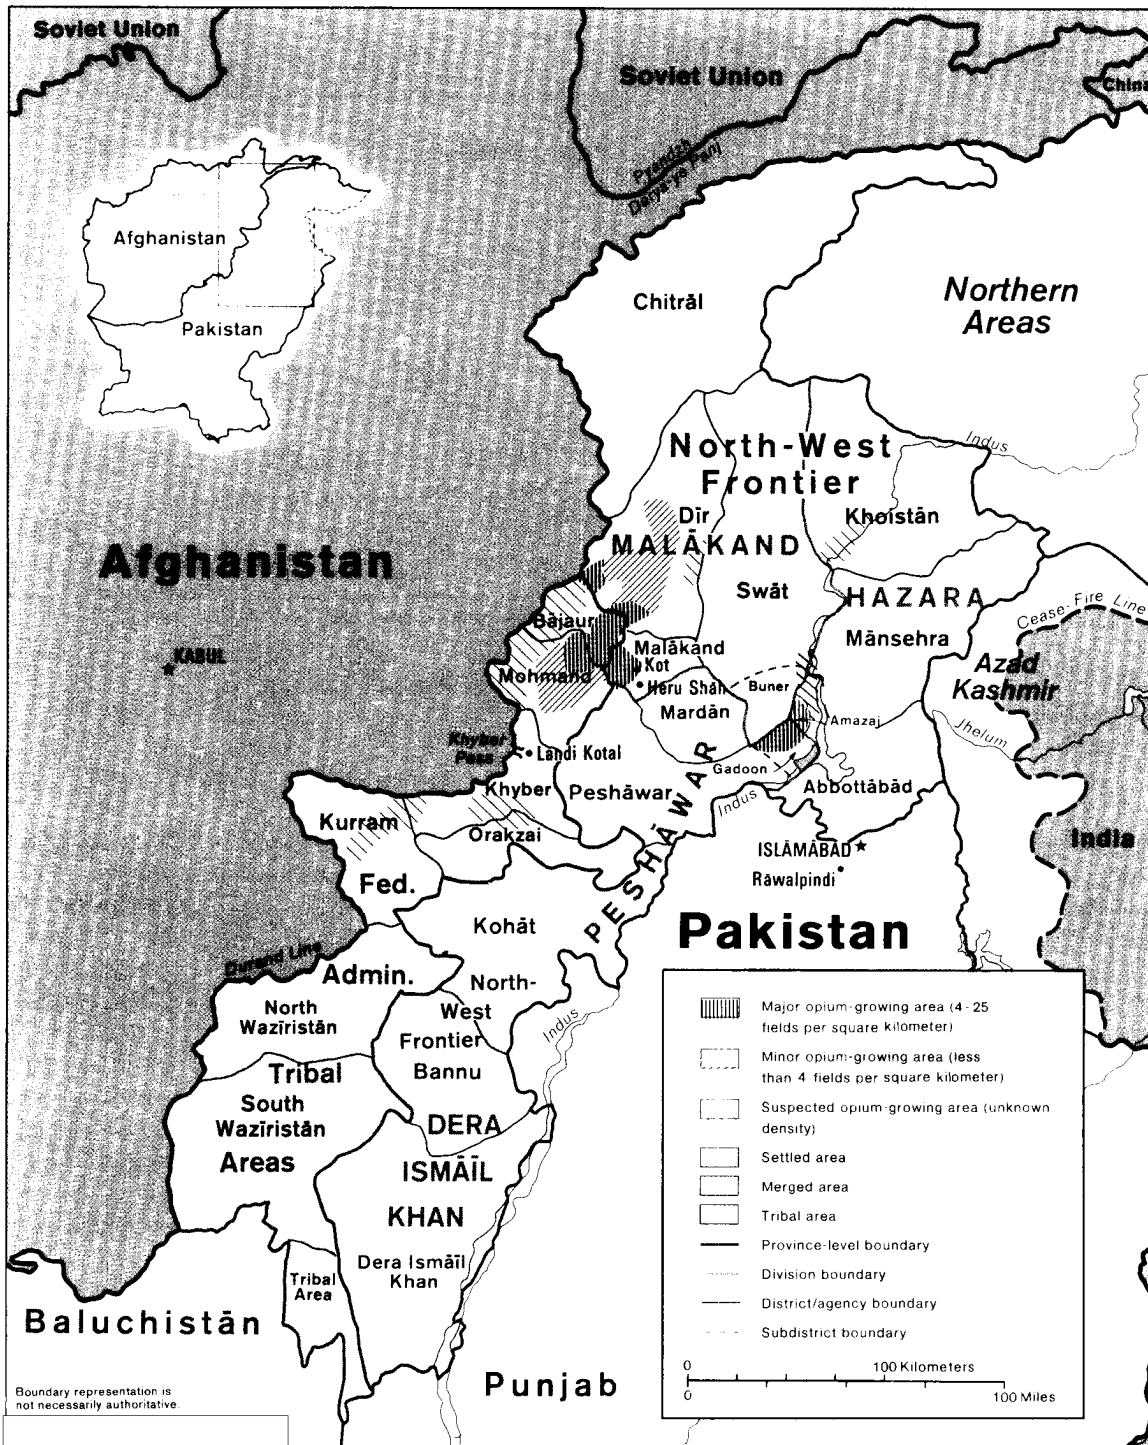 Soviet Union
Soviet Union
China
Pyandzh
Darya-ye Panj
Afghanistan
Pakistan
Chitrāl
Northern
Areas
Indus
North-West
Frontier
Dīr
Khoistān
MALĀKAND
Afghanistan
Swāt
HAZARA
Cease-Fire Line
Bājaur
Mānsehra
KABUL
Malākand
Kot
Azad
Kashmir
Mohmand
Heru Shāh
Buner
Mardān
Amazaj
Jhelum
Khyber
Pass
Landi Kotal
Gadoon
Khyber
Peshāwar
Indus
Abbottābād
Kurram
Orakzai
PESHĀWAR
ISLĀMĀBĀD
India
Rāwalpindi
Fed.
Kohāt
Pakistan
Durand Line
Admin.
North
Wazīristān
North-
West
Frontier
Indus
Bannu
Tribal
South
Wazīristān
Areas
DERA
ISMĀĪL
KHAN
Dera Ismāīl
Khan
Tribal
Area
Baluchistān
Punjab
Major opium-growing area (4-25
fields per square kilometer)
Minor opium-growing area (less
than 4 fields per square kilometer)
Suspected opium-growing area (unknown
density)
Settled area
Merged area
Tribal area
Province-level boundary
Division boundary
District/agency boundary
Subdistrict boundary
0 100 Kilometers
0 100 Miles
Boundary representation is
not necessarily authoritative.